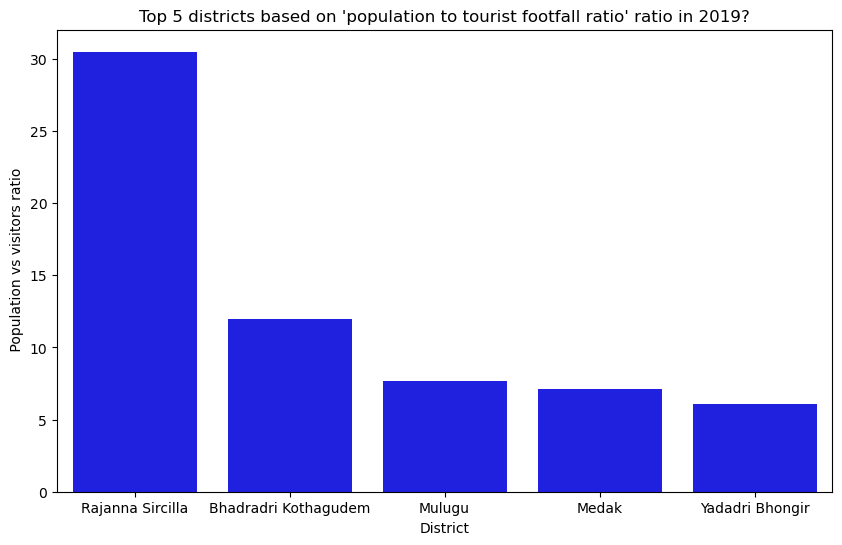 Top 5 districts based on 'population to tourist footfall ratio' ratio in 2019?
Population vs visitors ratio
30
25
20
15
10
5
0
Rajanna Sircilla
Bhadradri Kothagudem
Mulugu
Medak
Yadadri Bhongir
District